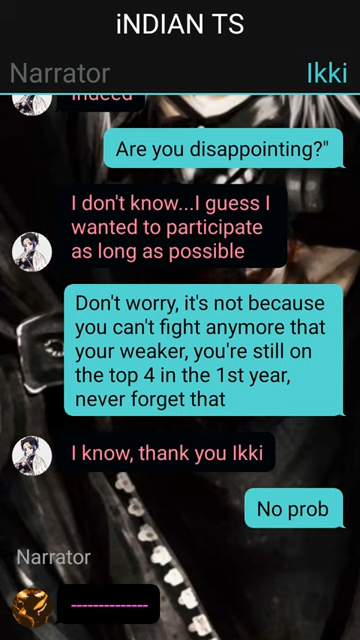 iNDIAN TS
Narrator
Ikki
Indeed
Are you disappointing?"
I don't know...I guess I
wanted to participate
as long as possible
Don't worry, it's not because
you can't fight anymore that
your weaker, you're still on
the top 4 in the 1st year,
never forget that
I know, thank you Ikki
No prob
Narrator
--------------